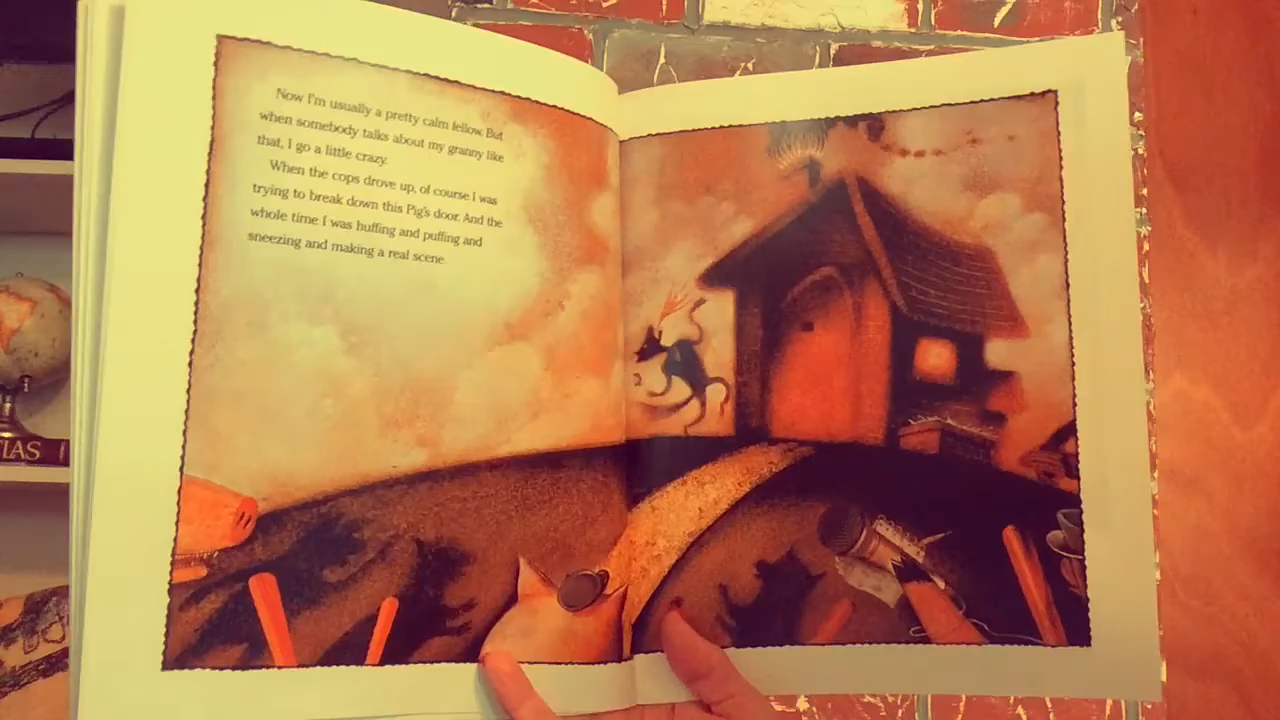 Now I'm usually a pretty calm fellow. But
when somebody talks about my granny like
that, I go a little crazy.
When the cops drove up, of course I was
trying to break down this Pig's door. And the
whole time I was huffing and puffing and
sneezing and making a real scene.
LAS